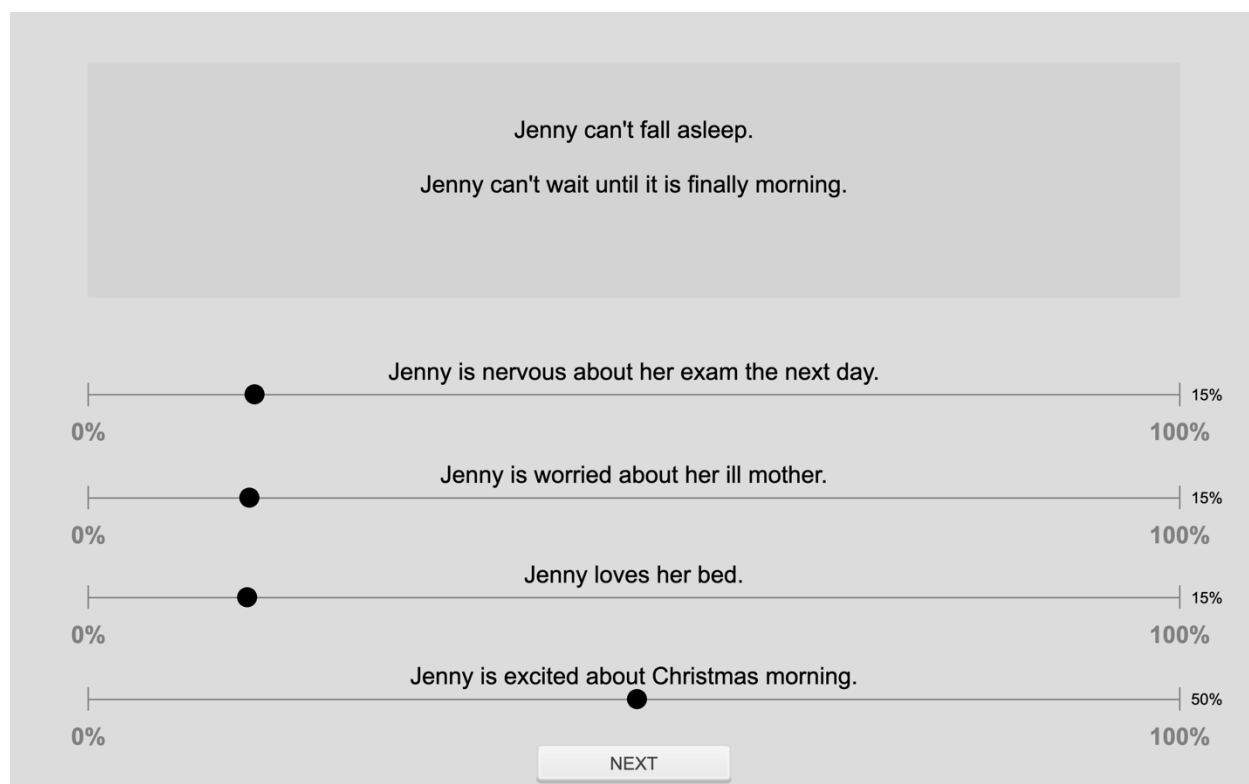 Jenny can't fall asleep.
Jenny can't wait until it is finally morning.
Jenny is nervous about her exam the next day.
15%
0% 100%
Jenny is worried about her ill mother.
15%
0% 100%
Jenny loves her bed.
15%
0% 100%
Jenny is excited about Christmas morning.
50%
0% 100%
NEXT